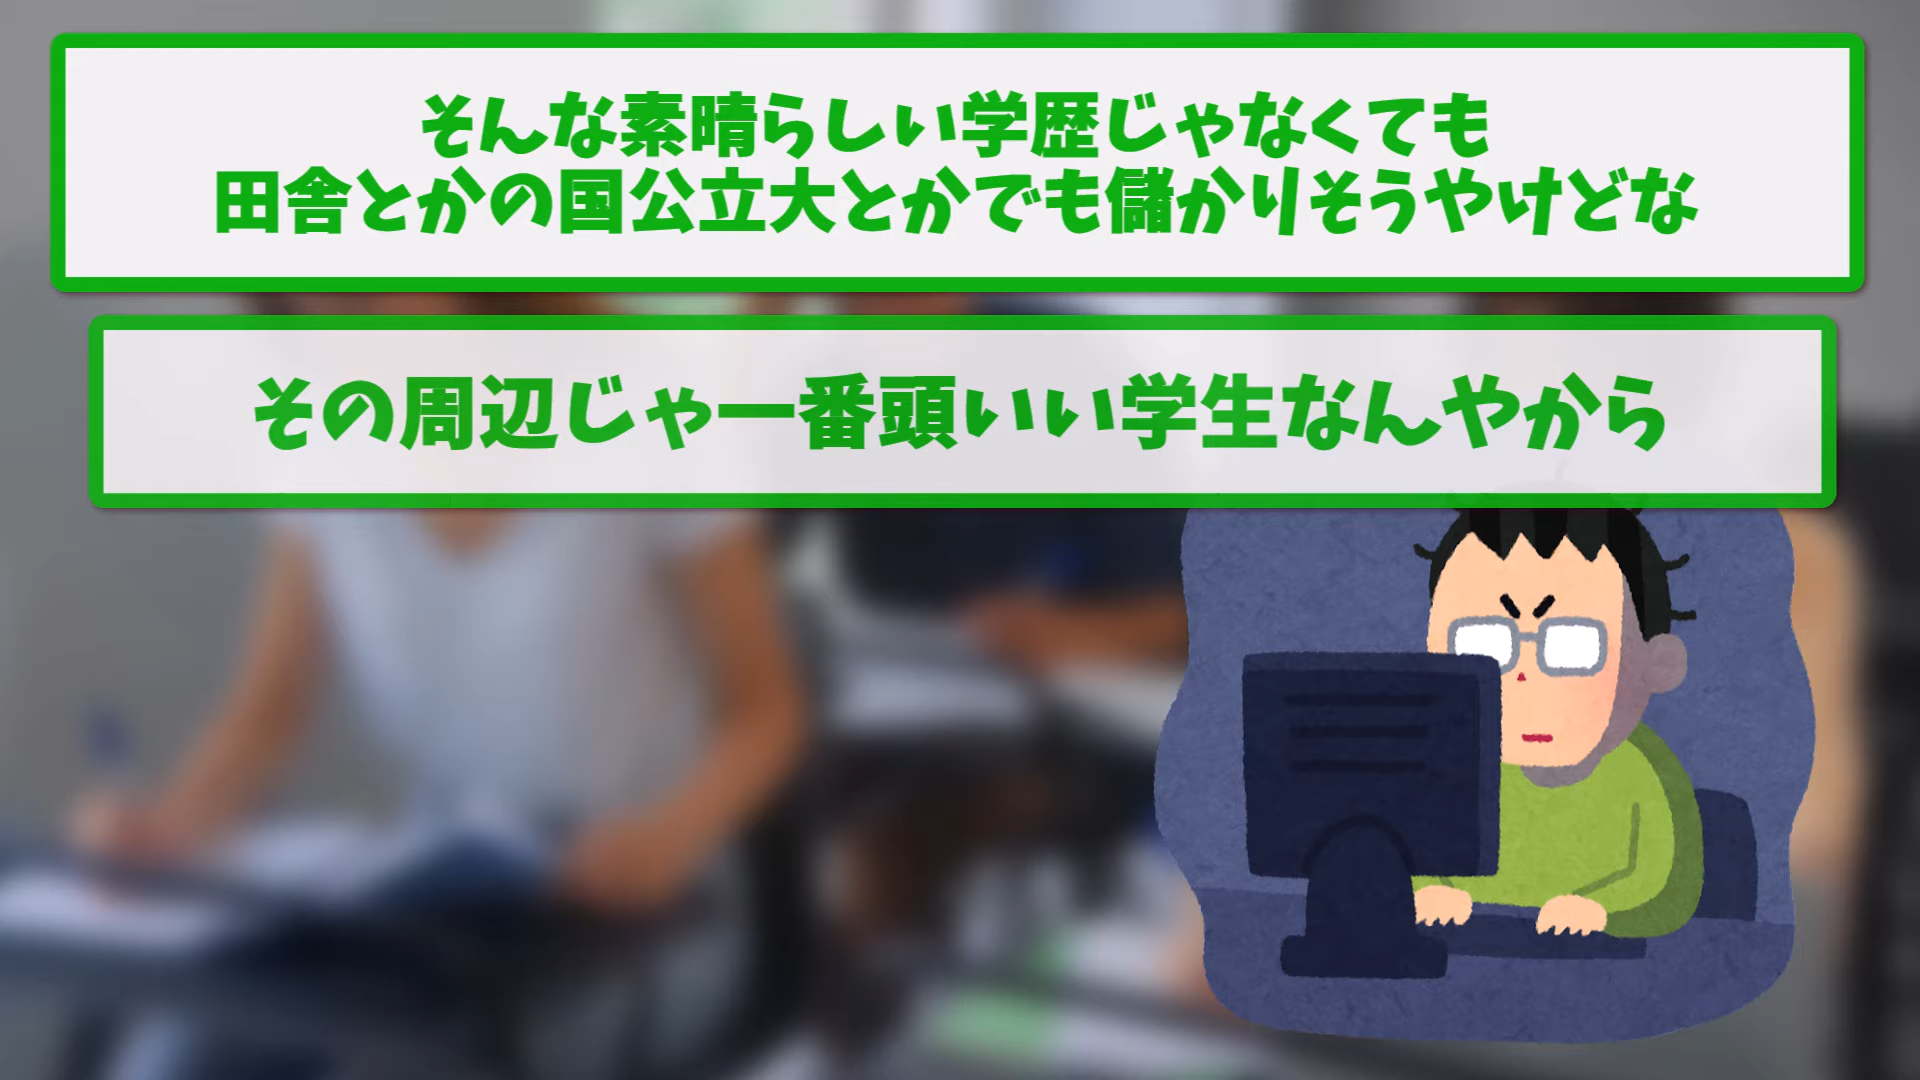 そんな素晴らしい学歴じゃなくても
田舎とかの国公立大とかでも儲かりそうやけどな
その周辺じゃ一番頭いい学生なんやから